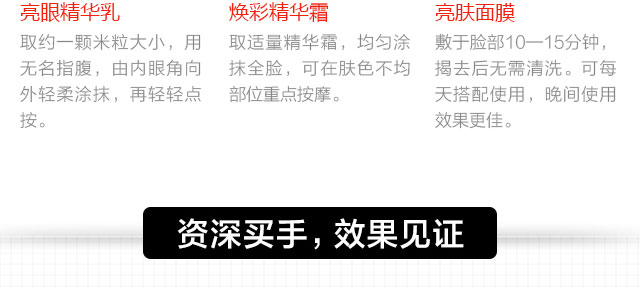 亮眼精华乳
取约一颗米粒大小，用
无名指腹，由内眼角向
外轻柔涂抹，再轻轻点
按。
焕彩精华霜
取适量精华霜，均匀涂
抹全脸，可在肤色不均
部位重点按摩。
亮肤面膜
敷于脸部10—15分钟，
揭去后无需清洗。可每
天搭配使用，晚间使用
效果更佳。
资深买手，效果见证